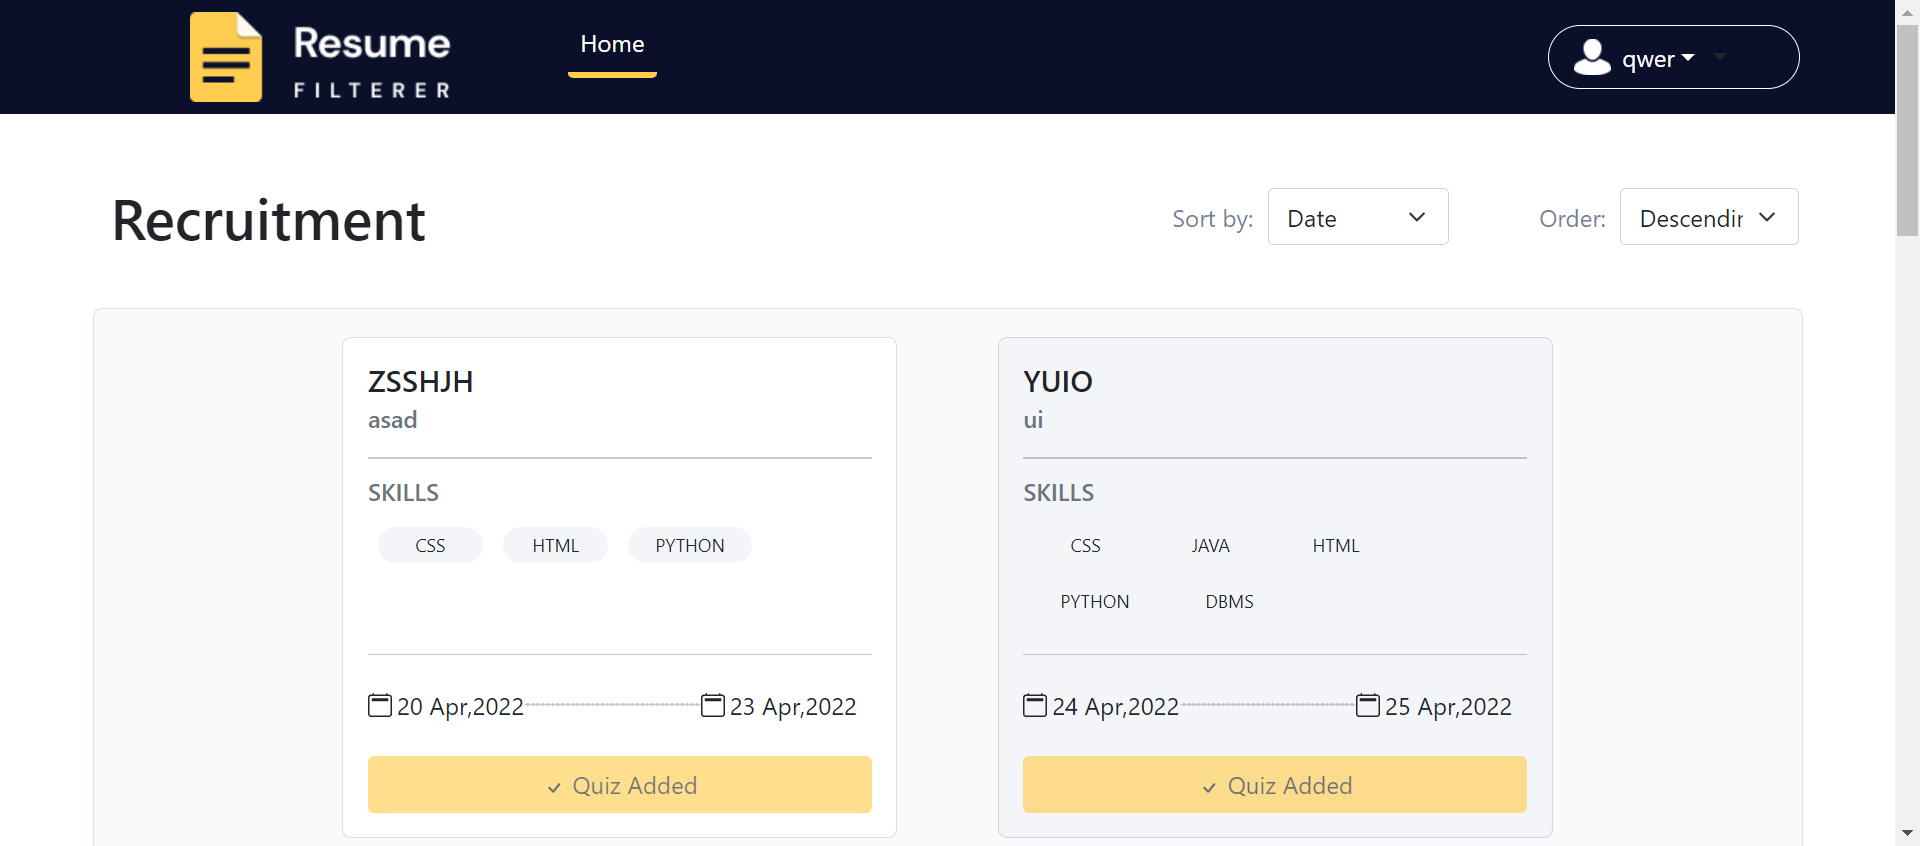 Resume
FILTERER
Home
qwer
Recruitment
Sort by:
Date
Order:
Descendir
ZSSHJH
asad
SKILLS
CSS HTML PYTHON
20 Apr,2022 23 Apr,2022
Quiz Added
YUIO
ui
SKILLS
CSS JAVA HTML
PYTHON DBMS
24 Apr,2022 25 Apr,2022
Quiz Added